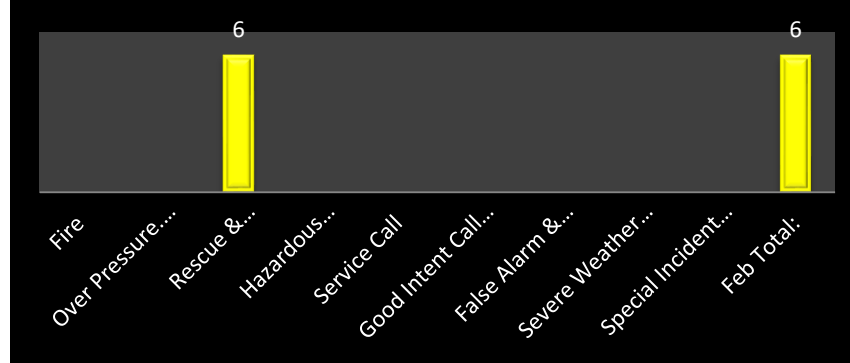 6
6
Fire
Over Pressure....
Rescue &...
Hazardous...
Service Call
Good Intent Call...
False Alarm &...
Severe Weather...
Special Incident...
Feb Total: